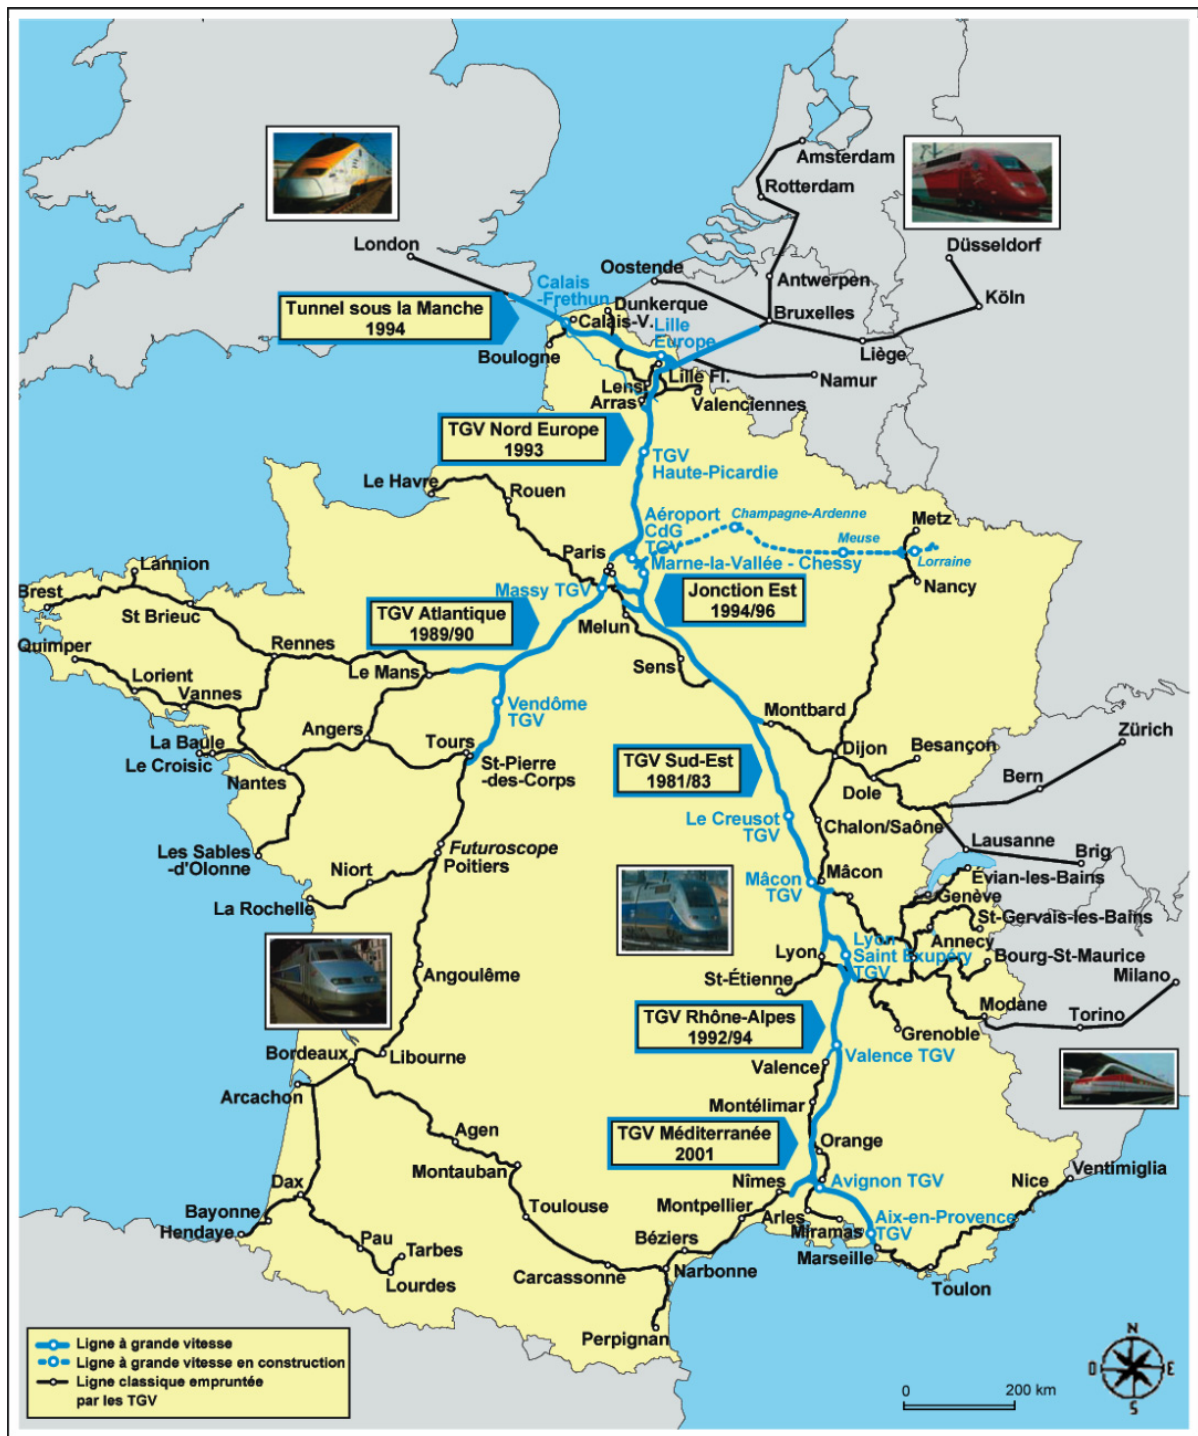 Amsterdam
Rotterdam
London
Düsseldorf
Oostende
Antwerpen
Köln
Calais
-Frethun
Dunkerque
Bruxelles
Tunnel sous la Manche
1994
Calais-V.
Lille
Europe
Liège
Boulogne
Lille Fl.
Namur
Lens
Arras
Valenciennes
TGV Nord Europe
1993
TGV
Haute-Picardie
Le Havre
Rouen
Aéroport
CdG
TGV
Champagne-Ardenne
Metz
Meuse
Lorraine
Paris
Marne-la-Vallée - Chessy
Lannion
Massy TGV
Nancy
Brest
St Brieuc
TGV Atlantique
1989/90
Jonction Est
1994/96
Melun
Quimper
Rennes
Le Mans
Sens
Lorient
Vannes
Vendôme
TGV
Montbard
Zürich
Angers
La Baule
Le Croisic
Tours
St-Pierre
-des-Corps
Dijon
Besançon
Nantes
TGV Sud-Est
1981/83
Bern
Dole
Le Creusot
TGV
Chalon/Saône
Lausanne
Les Sables
-d'Olonne
Futuroscope
Poitiers
Brig
Niort
Mâcon
TGV
Mâcon
Évian-les-Bains
Genève
La Rochelle
St-Gervais-les-Bains
Annecy
Lyon
Saint Exupéry
TGV
Lyon
Bourg-St-Maurice
Angoulême
St-Étienne
Milano
Modane
Torino
TGV Rhône-Alpes
1992/94
Grenoble
Bordeaux
Libourne
Valence TGV
Valence
Arcachon
Montélimar
Agen
TGV Méditerranée
2001
Orange
Montauban
Ventimiglia
Dax
Nîmes
Avignon TGV
Nice
Bayonne
Toulouse
Montpellier
Arles
Miramas
Aix-en-Provence
TGV
Hendaye
Pau
Tarbes
Béziers
Marseille
Lourdes
Carcassonne
Narbonne
Toulon
Perpignan
Ligne à grande vitesse
Ligne à grande vitesse en construction
Ligne classique empruntée
par les TGV
0
200 km
N
O
E
S